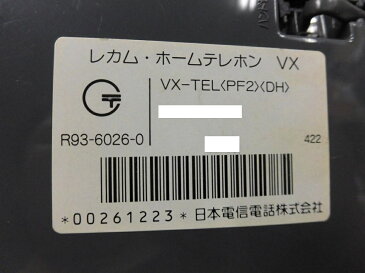 レカム・ホームテレホン VX
VX-TEL〈PF2〉〈DH〉
R93-6026-0
422
*00261223* 日本電信電話株式会社